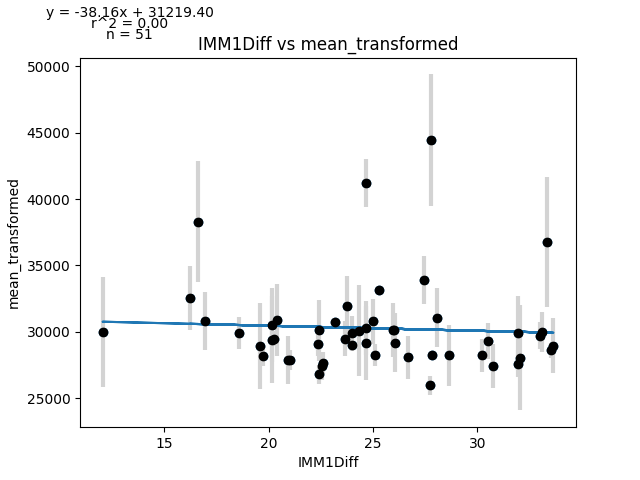 y = -38.16x + 31219.40
r^2 = 0.00
n = 51
IMM1Diff vs mean_transformed
50000
45000
40000
35000
30000
25000
mean_transformed
15
20
25
30
IMM1Diff